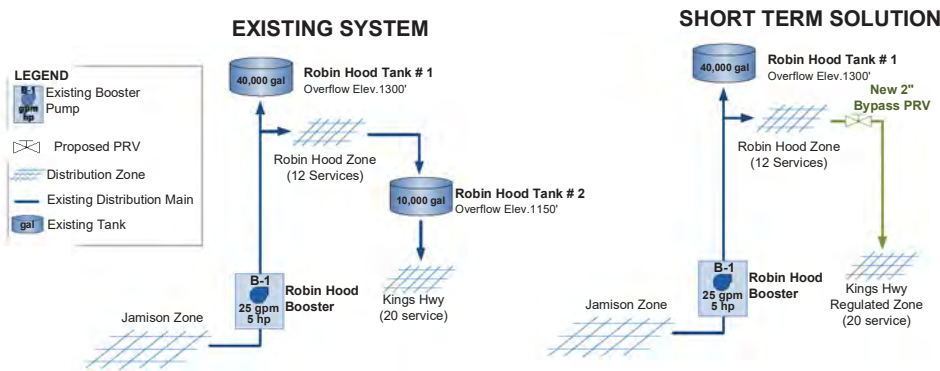 EXISTING SYSTEM
SHORT TERM SOLUTION
LEGEND
B-1
gpm
hp
Existing Booster
Pump
Proposed PRV
Distribution Zone
Existing Distribution Main
gal
Existing Tank
40,000 gal
Robin Hood Tank # 1
Overflow Elev.1300'
Robin Hood Zone
(12 Services)
10,000 gal
Robin Hood Tank # 2
Overflow Elev.1150'
Kings Hwy
(20 service)
B-1
25 gpm
5 hp
Robin Hood
Booster
Jamison Zone
40,000 gal
Robin Hood Tank # 1
Overflow Elev.1300'
New 2"
Bypass PRV
Robin Hood Zone
(12 Services)
B-1
25 gpm
5 hp
Robin Hood
Booster
Kings Hwy
Regulated Zone
(20 service)
Jamison Zone